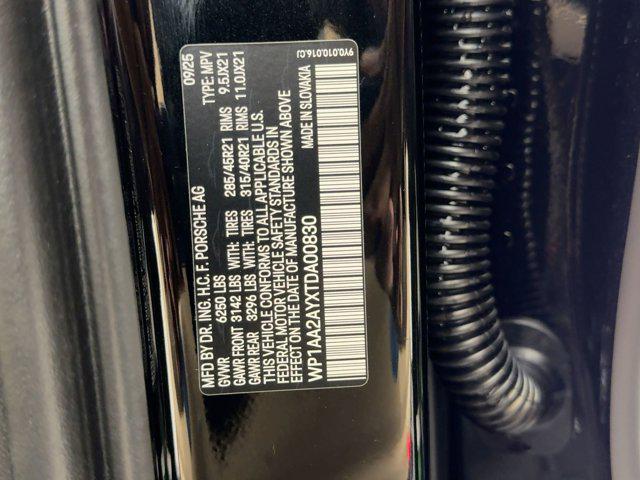 MFD BY DR. ING. H.C. F. PORSCHE AG 09/25
GVWR 6250 LBS TYPE: MPV
GAWR FRONT 3142 LBS WITH: TIRES 285/45R21 RIMS 9.5JX21
GAWR REAR 3296 LBS WITH: TIRES 315/40R21 RIMS 11.0JX21
THIS VEHICLE CONFORMS TO ALL APPLICABLE U.S.
FEDERAL MOTOR VEHICLE SAFETY STANDARDS IN
EFFECT ON THE DATE OF MANUFACTURE SHOWN ABOVE
WP1AA2AYXTDA00830 MADE IN SLOVAKIA
9Y0.010.016.CJ